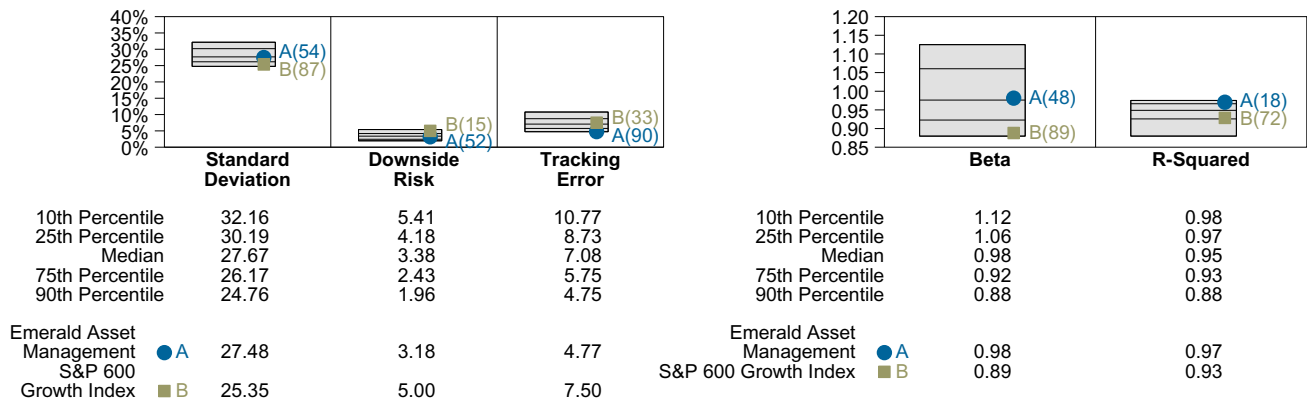 40%
35%
30%
25%
20%
15%
10%
5%
0%
A(54)
B(87)
B(15)
A(52)
B(33)
A(90)
Standard Deviation
Downside Risk
Tracking Error
10th Percentile 32.16 5.41 10.77
25th Percentile 30.19 4.18 8.73
Median 27.67 3.38 7.08
75th Percentile 26.17 2.43 5.75
90th Percentile 24.76 1.96 4.75
Emerald Asset
Management A 27.48 3.18 4.77
S&P 600
Growth Index B 25.35 5.00 7.50
1.20
1.15
1.10
1.05
1.00
0.95
0.90
0.85
A(48)
B(89)
A(18)
B(72)
Beta
R-Squared
10th Percentile 1.12 0.98
25th Percentile 1.06 0.97
Median 0.98 0.95
75th Percentile 0.92 0.93
90th Percentile 0.88 0.88
Emerald Asset
Management A 0.98 0.97
S&P 600 Growth Index B 0.89 0.93